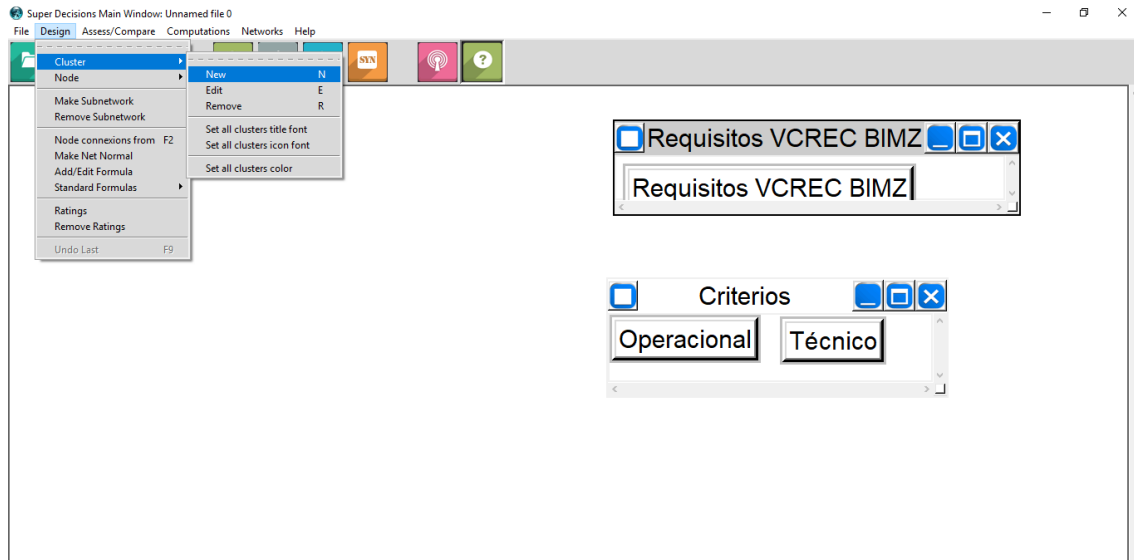 Super Decisions Main Window: Unnamed file 0
File Design Assess/Compare Computations Networks Help
SYN
?
Cluster
Node
Make Subnetwork
Remove Subnetwork
Node connexions from F2
Make Net Normal
Add/Edit Formula
Standard Formulas
Ratings
Remove Ratings
Undo Last F9
New N
Edit E
Remove R
Set all clusters title font
Set all clusters icon font
Set all clusters color
Requisitos VCREC BIMZ
Requisitos VCREC BIMZ
Criterios
Operacional Técnico